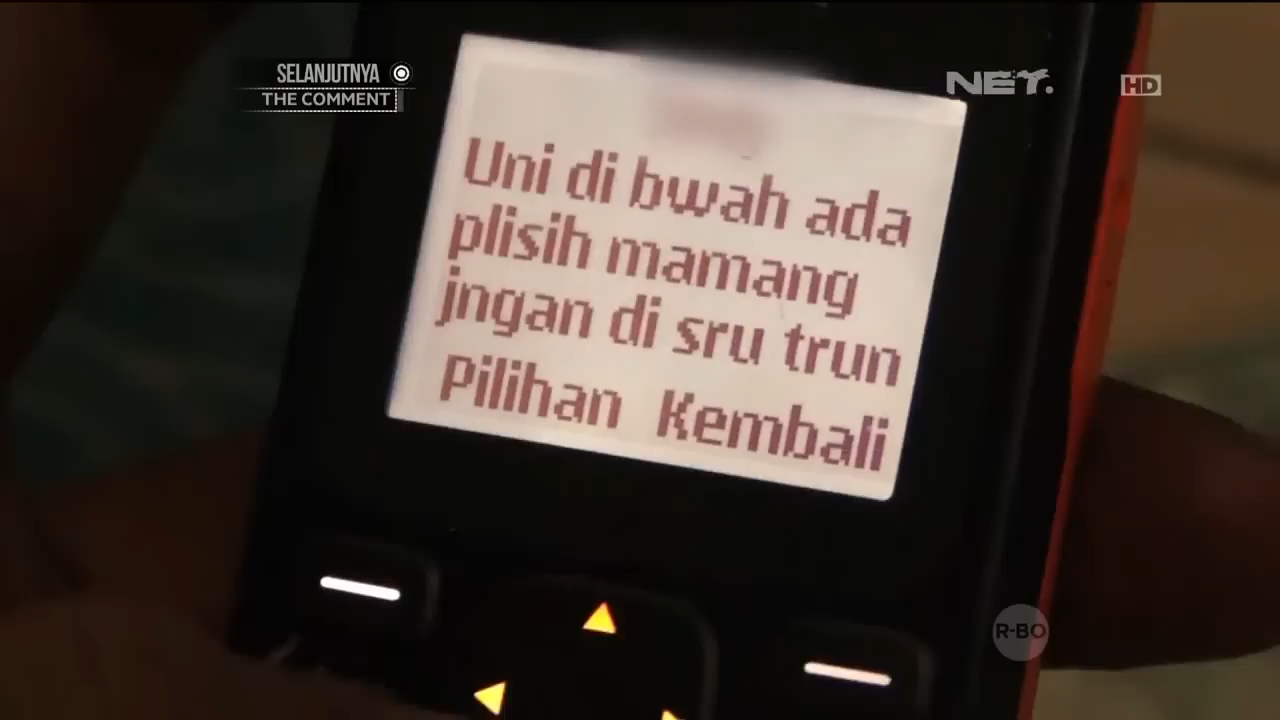 SELANJUTNYA
THE COMMENT
NET.
HD
Uni di bwah ada
plisih mamang
jngan di sru trun
Pilihan Kembali
R-BO